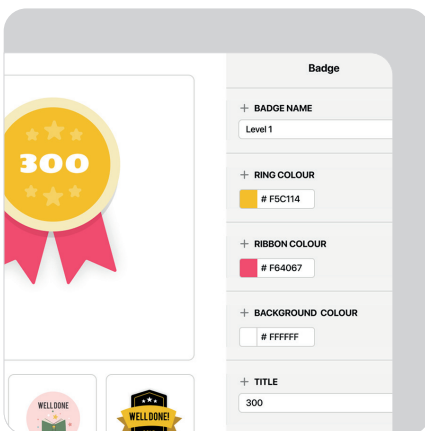 Badge
300
+ BADGE NAME
Level 1
+ RING COLOUR
# F5C114
+ RIBBON COLOUR
# F64067
+ BACKGROUND COLOUR
# FFFFFF
+ TITLE
300
WELL DONE
WELL DONE!